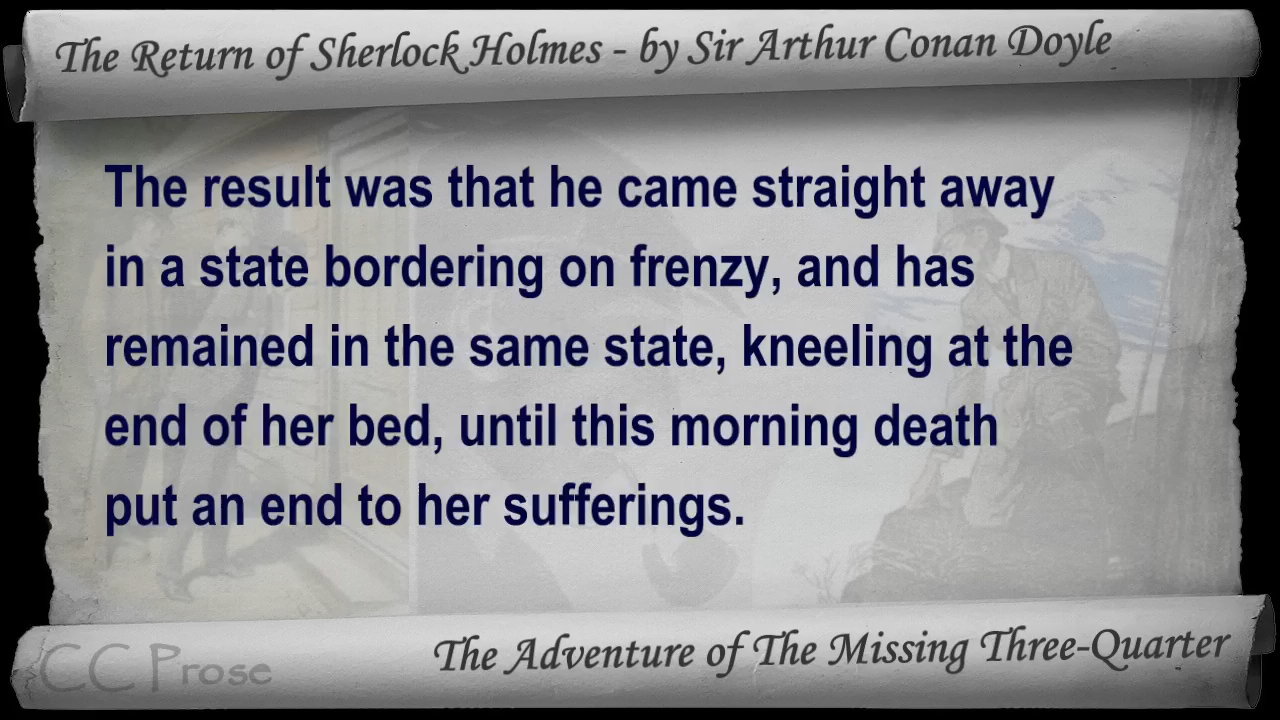 The Return of Sherlock Holmes - by Sir Arthur Conan Doyle
The result was that he came straight away
in a state bordering on frenzy, and has
remained in the same state, kneeling at the
end of her bed, until this morning death
put an end to her sufferings.
CC Prose
The Adventure of The Missing Three-Quarter